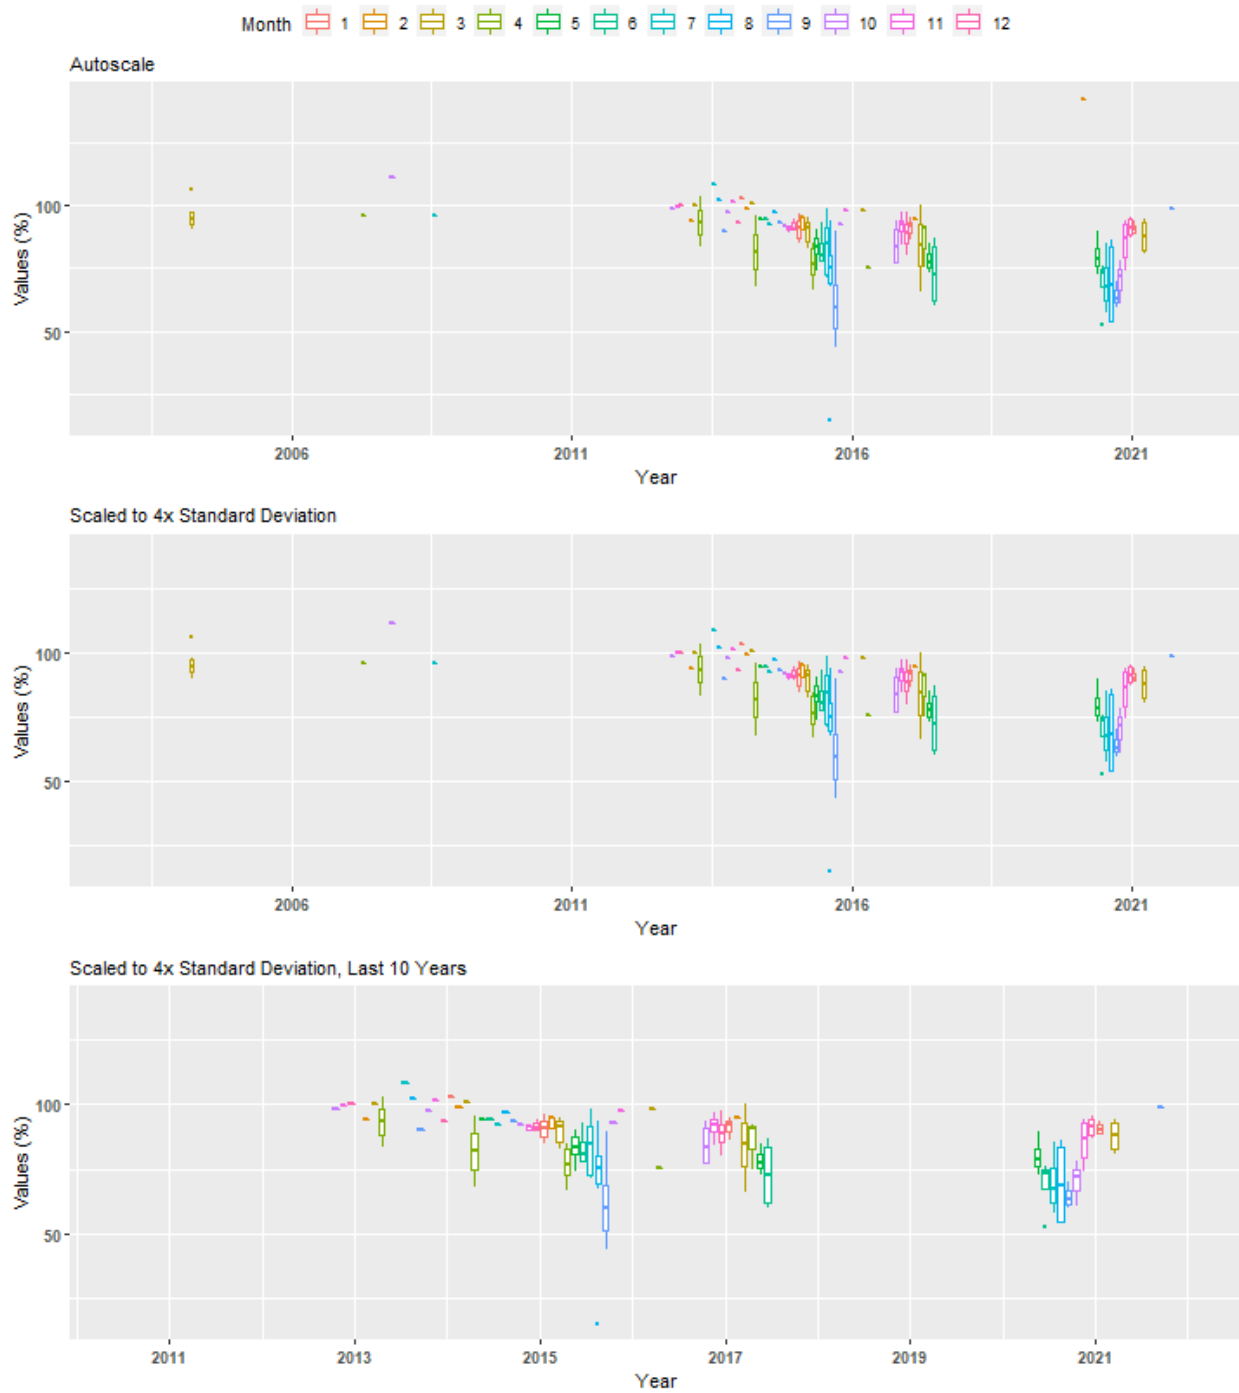 Month 1 2 3 4 5 6 7 8 9 10 11 12
Autoscale
100
50
Values (%)
2006 2011 2016 2021
Year
Scaled to 4x Standard Deviation
100
50
Values (%)
2006 2011 2016 2021
Year
Scaled to 4x Standard Deviation, Last 10 Years
100
50
Values (%)
2011 2013 2015 2017 2019 2021
Year